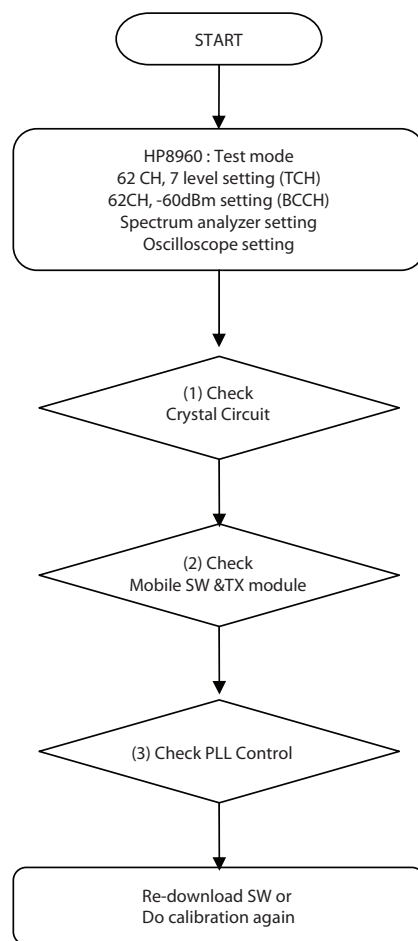 START
HP8960 : Test mode
62 CH, 7 level setting (TCH)
62CH, -60dBm setting (BCCH)
Spectrum analyzer setting
Oscilloscope setting
(1) Check
Crystal Circuit
(2) Check
Mobile SW &TX module
(3) Check PLL Control
Re-download SW or
Do calibration again